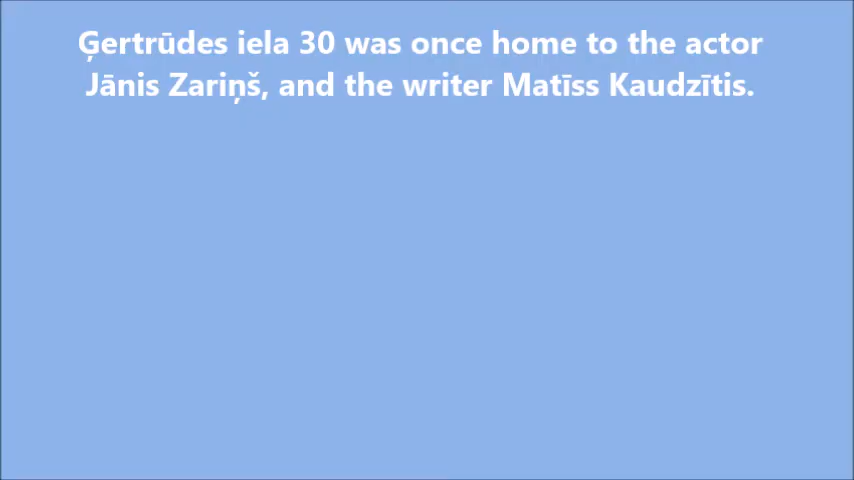 Ģertrūdes iela 30 was once home to the actor
Jānis Zariņš, and the writer Matīss Kaudzītis.